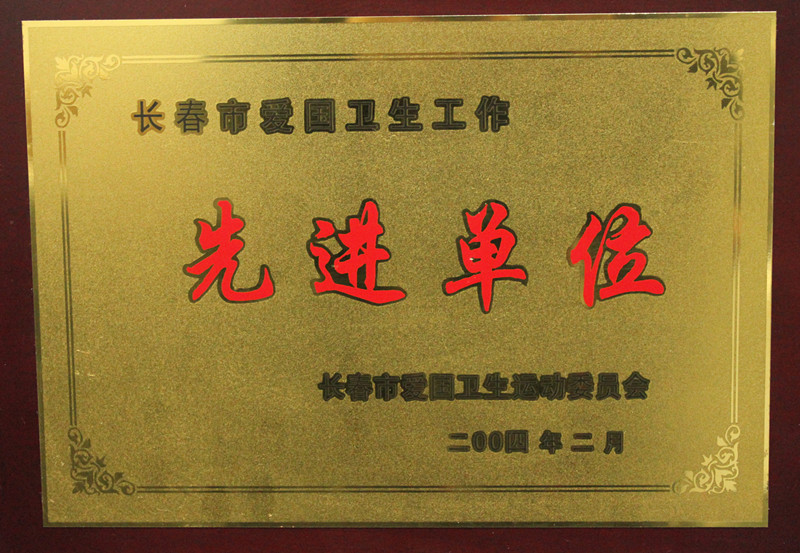 长春市爱国卫生工作
先进单位
长春市爱国卫生运动委员会
二00四年二月